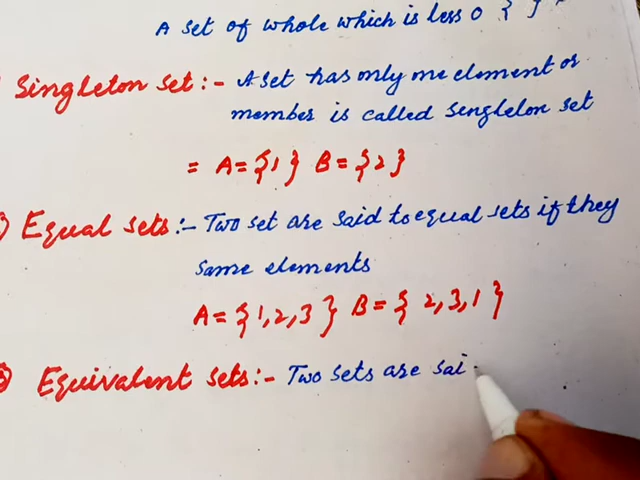 A set of whole which is less 0 { }
Singleton set:- A set has only one element or
member is called singleton set
= A={1} B={2}
Equal sets:- Two set are said to equal sets if they
same elements
A={1,2,3} B={2,3,1}
Equivalent sets:- Two sets are sai